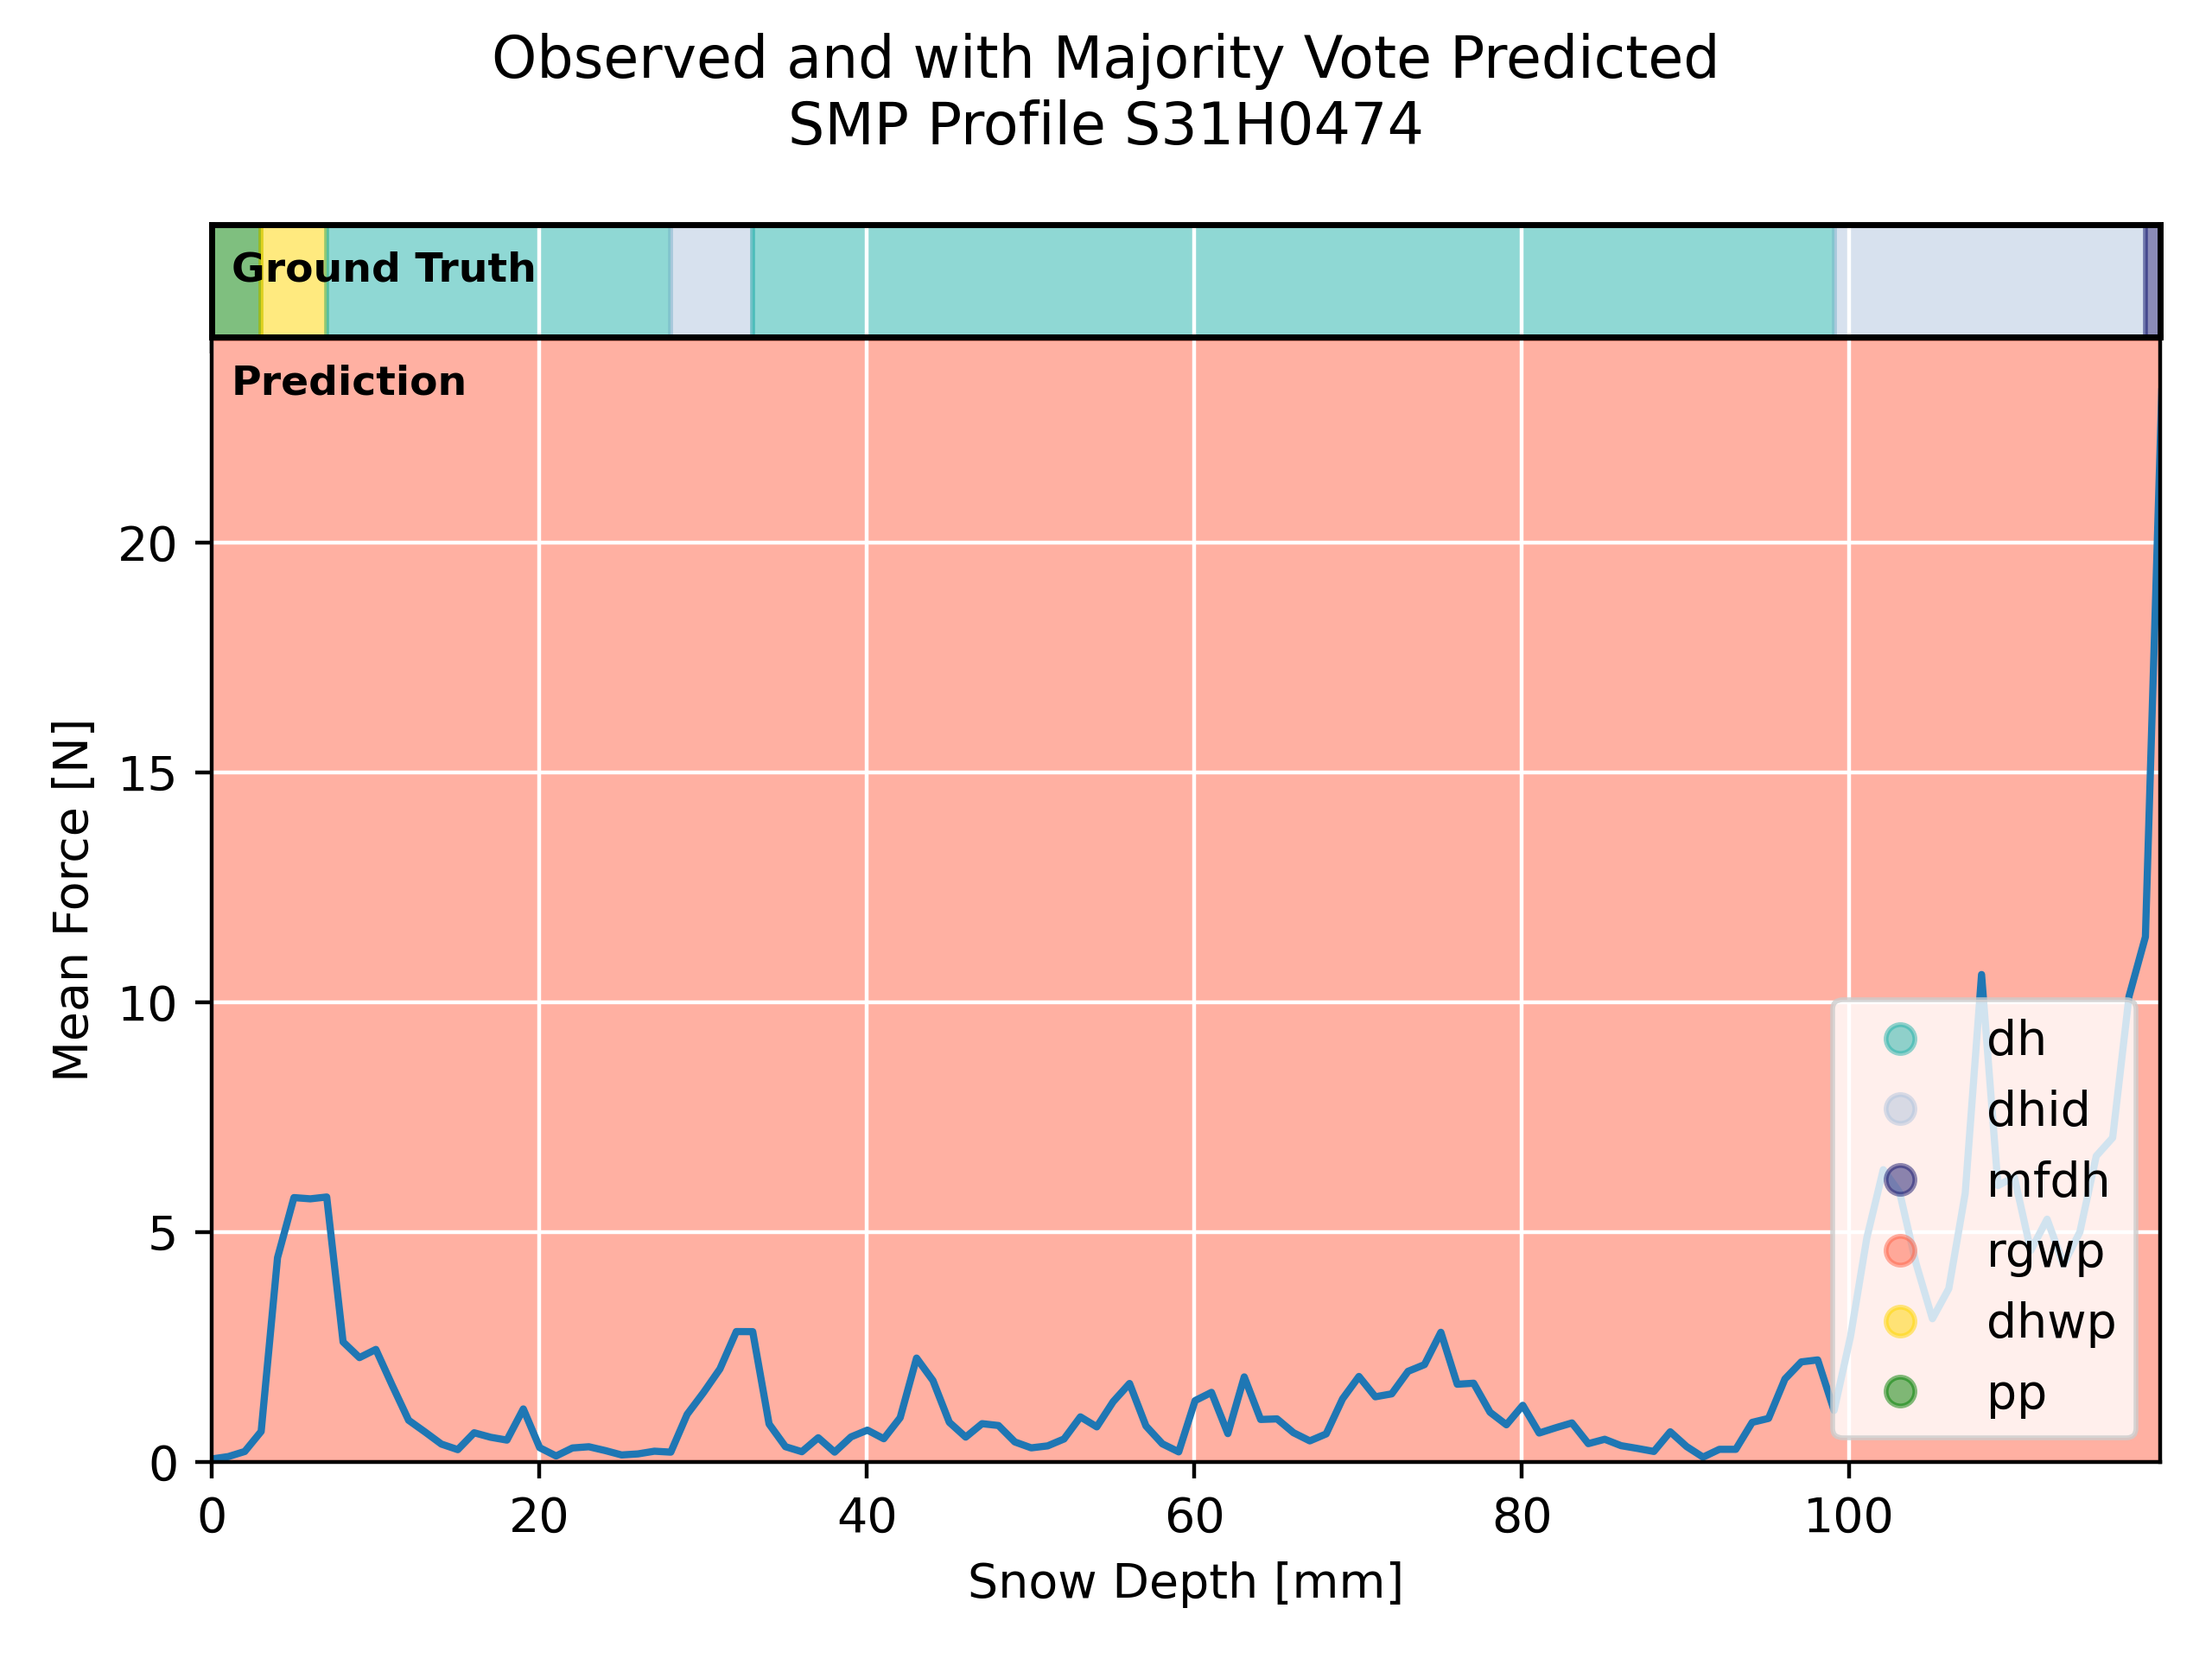 Observed and with Majority Vote Predicted
SMP Profile S31H0474
Ground Truth
Prediction
Mean Force [N]
20
15
10
5
0
dh
dhid
mfdh
rgwp
dhwp
pp
0 20 40 60 80 100
Snow Depth [mm]